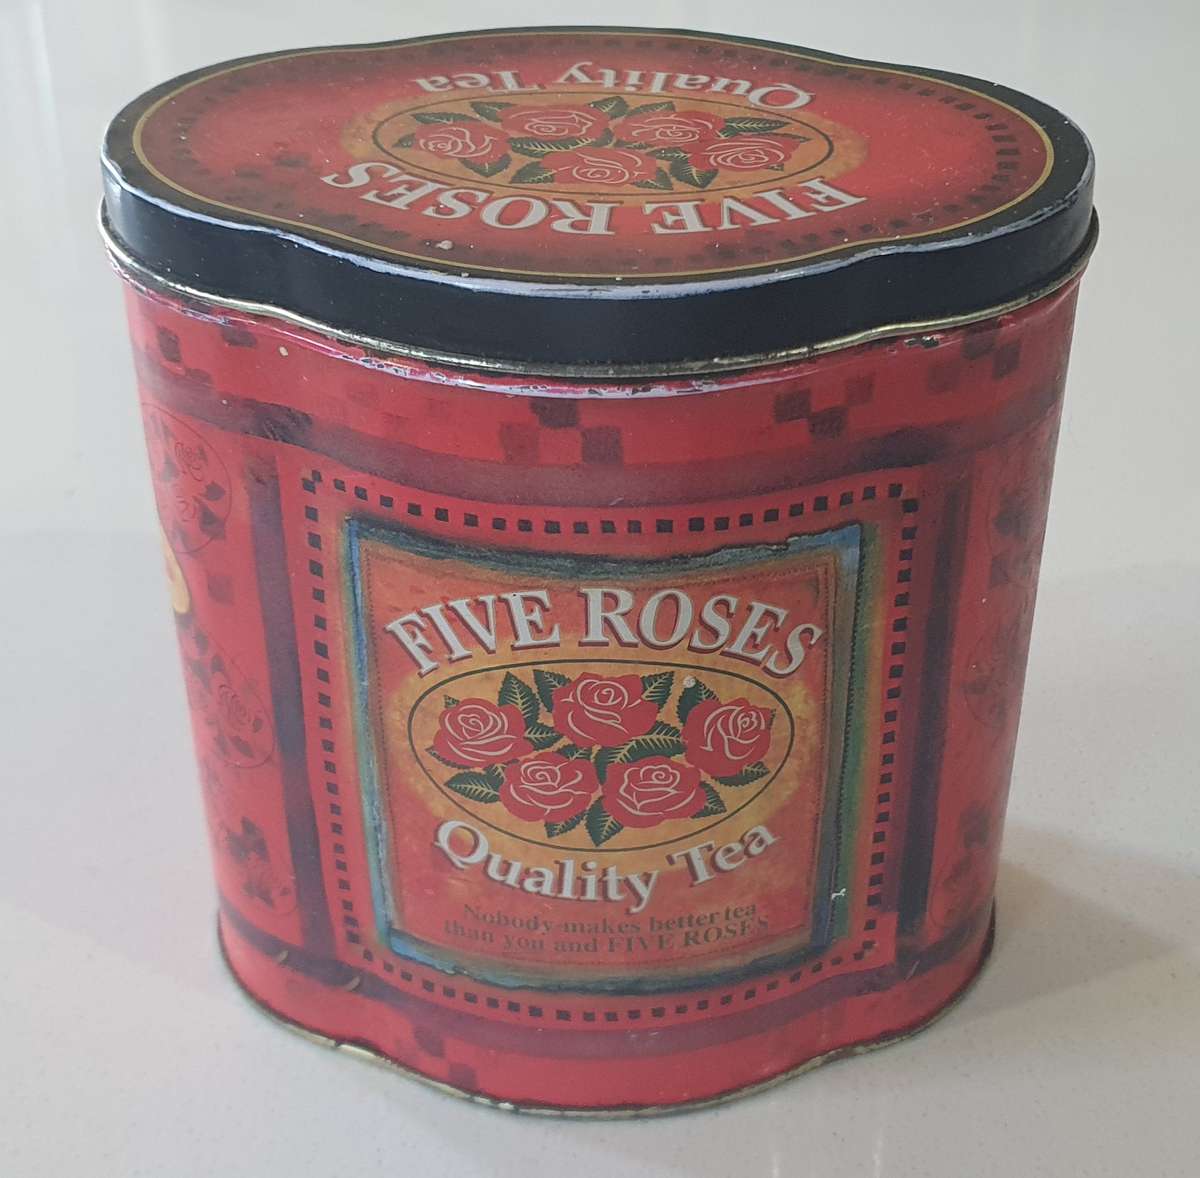 Quality Tea
FIVE ROSES
FIVE ROSES
Quality Tea
Nobody makes better tea
than you and FIVE ROSES